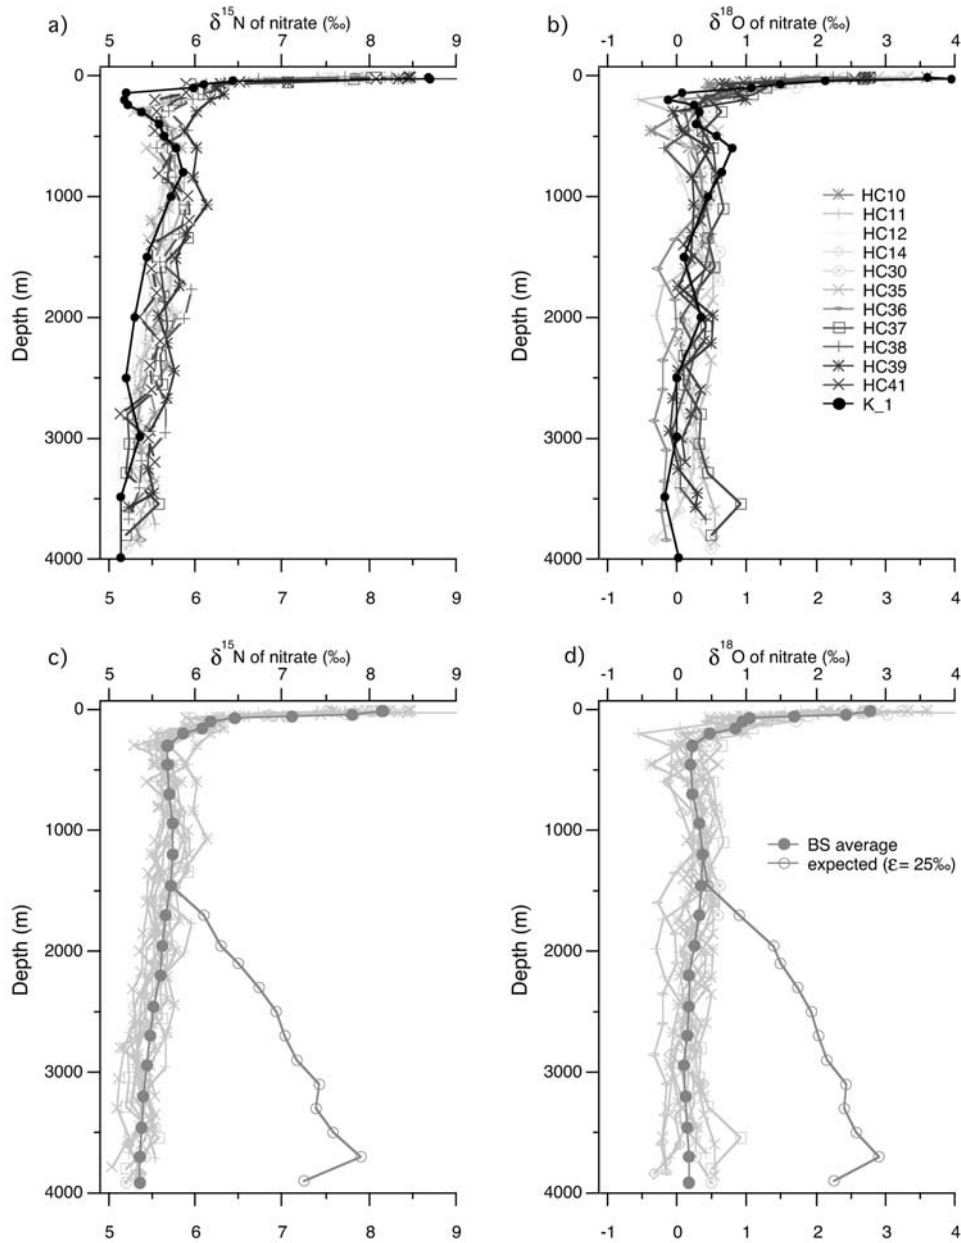 a)
δ15N of nitrate (‰)
5 6 7 8 9
0
1000
2000
3000
4000
Depth (m)
5 6 7 8 9
b)
δ18O of nitrate (‰)
-1 0 1 2 3 4
0
1000
2000
3000
4000
Depth (m)
HC10
HC11
HC12
HC14
HC30
HC35
HC36
HC37
HC38
HC39
HC41
K_1
-1 0 1 2 3 4
c)
δ15N of nitrate (‰)
5 6 7 8 9
0
1000
2000
3000
4000
Depth (m)
5 6 7 8 9
d)
δ18O of nitrate (‰)
-1 0 1 2 3 4
0
1000
2000
3000
4000
Depth (m)
BS average
expected (ε= 25‰)
-1 0 1 2 3 4